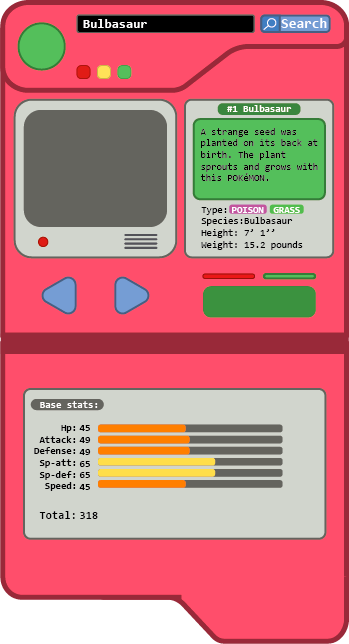 Bulbasaur
Search
#1 Bulbasaur
A strange seed was
planted on its back at
birth. The plant
sprouts and grows with
this POKéMON.
Type: POISON GRASS
Species:Bulbasaur
Height: 7’ 1’’
Weight: 15.2 pounds
Base stats:
Hp: 45
Attack: 49
Defense: 49
Sp-att: 65
Sp-def: 65
Speed: 45
Total: 318